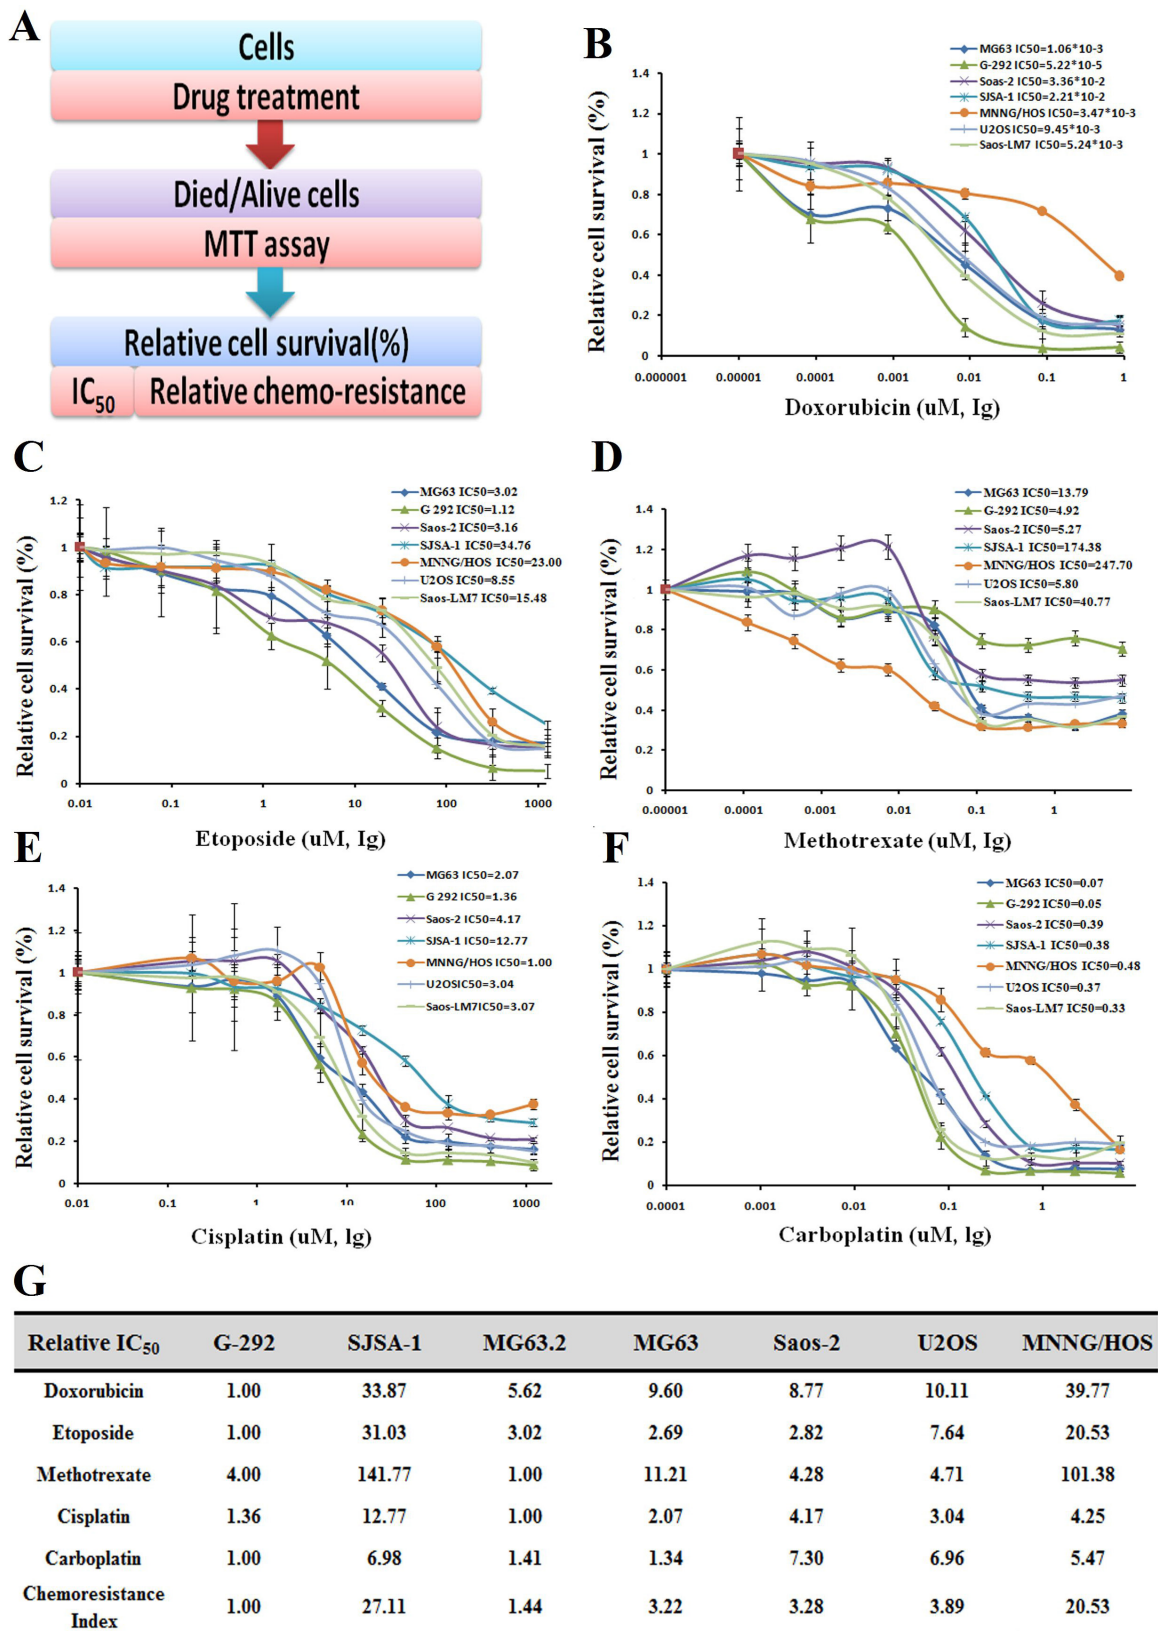 A
Cells
Drug treatment
Died/Alive cells
MTT assay
Relative cell survival(%)
IC50 Relative chemo-resistance
B
MG63 IC50=1.06*10-3
G-292 IC50=5.22*10-5
Soas-2 IC50=3.36*10-2
SJSA-1 IC50=2.21*10-2
MNNG/HOS IC50=3.47*10-3
U2OS IC50=9.45*10-3
Saos-LM7 IC50=5.24*10-3
Relative cell survival (%)
1.4
1.2
1
0.8
0.6
0.4
0.2
0
0.000001 0.00001 0.0001 0.001 0.01 0.1 1
Doxorubicin (uM, Ig)
C
MG63 IC50=3.02
G 292 IC50=1.12
Saos-2 IC50=3.16
SJSA-1 IC50=34.76
MNNG/HOS IC50=23.00
U2OS IC50=8.55
Saos-LM7 IC50=15.48
Relative cell survival (%)
1.2
1
0.8
0.6
0.4
0.2
0
0.01 0.1 1 10 100 1000
Etoposide (uM, Ig)
D
MG63 IC50=13.79
G-292 IC50=4.92
Saos-2 IC50=5.27
SJSA-1 IC50=174.38
MNNG/HOS IC50=247.70
U2OS IC50=5.80
Saos-LM7 IC50=40.77
Relative cell survival (%)
1.4
1.2
1
0.8
0.6
0.4
0.2
0
0.00001 0.0001 0.001 0.01 0.1 1
Methotrexate (uM, Ig)
E
MG63 IC50=2.07
G 292 IC50=1.36
Saos-2 IC50=4.17
SJSA-1 IC50=12.77
MNNG/HOS IC50=1.00
U2OSIC50=3.04
Saos-LM7IC50=3.07
Relative cell survival (%)
1.4
1.2
1
0.8
0.6
0.4
0.2
0
0.01 0.1 1 10 100 1000
Cisplatin (uM, lg)
F
MG63 IC50=0.07
G-292 IC50=0.05
Saos-2 IC50=0.39
SJSA-1 IC50=0.38
MNNG/HOS IC50=0.48
U2OS IC50=0.37
Saos-LM7 IC50=0.33
Relative cell survival (%)
1.4
1.2
1
0.8
0.6
0.4
0.2
0
0.0001 0.001 0.01 0.1 1
Carboplatin (uM, lg)
G
Relative IC50 G-292 SJSA-1 MG63.2 MG63 Saos-2 U2OS MNNG/HOS
Doxorubicin 1.00 33.87 5.62 9.60 8.77 10.11 39.77
Etoposide 1.00 31.03 3.02 2.69 2.82 7.64 20.53
Methotrexate 4.00 141.77 1.00 11.21 4.28 4.71 101.38
Cisplatin 1.36 12.77 1.00 2.07 4.17 3.04 4.25
Carboplatin 1.00 6.98 1.41 1.34 7.30 6.96 5.47
Chemoresistance
Index 1.00 27.11 1.44 3.22 3.28 3.89 20.53